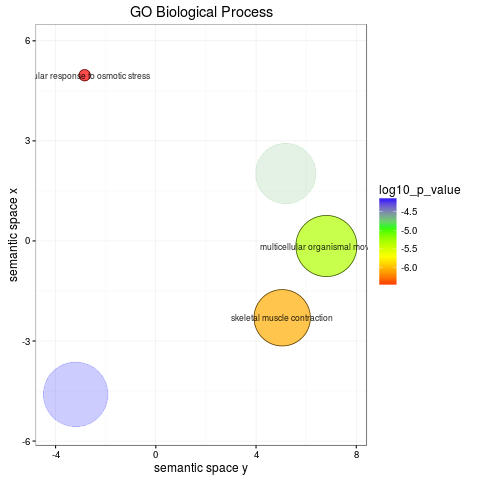 GO Biological Process
6
3
0
-3
-6
semantic space x
ular response to osmotic stress
multicellular organismal mov
skeletal muscle contraction
-4
0
4
8
semantic space y
log10_p_value
-4.5
-5.0
-5.5
-6.0